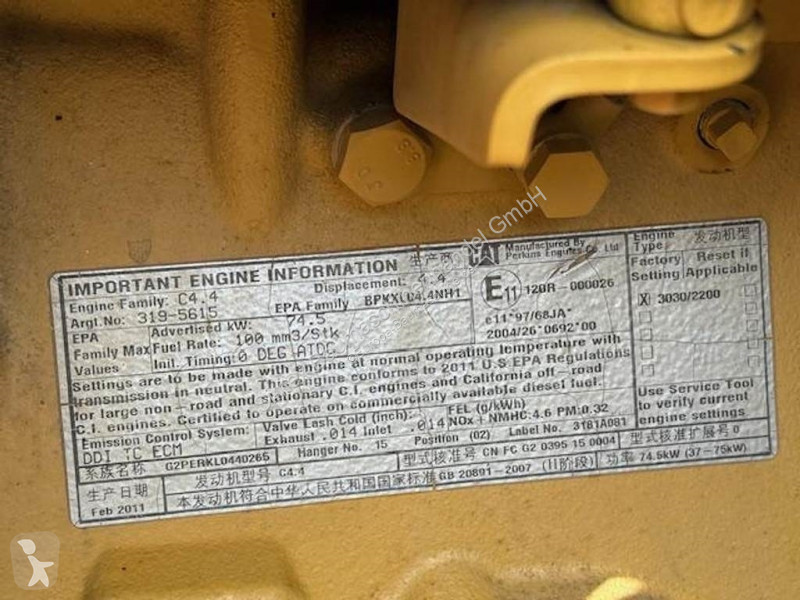 IMPORTANT ENGINE INFORMATION 生产商 CAT Manufactured By Perkins Engines Co. Ltd
Engine Family: C4.4 Displacement: 4.4
Argl.No: 319-5615 EPA Family BPKXL04.4NH1
EPA Advertised kW: 74.5
Family Max Fuel Rate: 100 mm3/Stk
Values Init. Timing: 0 DEG ATDC
E11 120R-000026
e11*97/68JA*
2004/26*0692*00
Engine Type 发动机型
Factory Setting Reset if Applicable
X 3030/2200
Settings are to be made with engine at normal operating temperature with
transmission in neutral. This engine conforms to 2011 U.S EPA Regulations
for large non-road and stationary C.I. engines and California off-road
C.I. engines. Certified to operate on commercially available diesel fuel.
Use Service Tool
to verify current
engine settings
Emission Control System: Valve Lash Cold (inch): FEL (g/kWh)
DDI TC ECM Exhaust .014 Inlet .014 NOx + NMHC: 4.6 PM: 0.32
Hanger No. 15 Position (02) Label No. 3181A081
系族名称 G2PERKL0440265 发动机型号 C4.4 型式核准号 CN FC G2 0395 15 0004 型式核准扩展号 0
生产日期 Feb 2011 本发动机符合中华人民共和国国家标准 GB 20891-2007 (II阶段) 功率 74.5kW (37-75kW)
GmbH